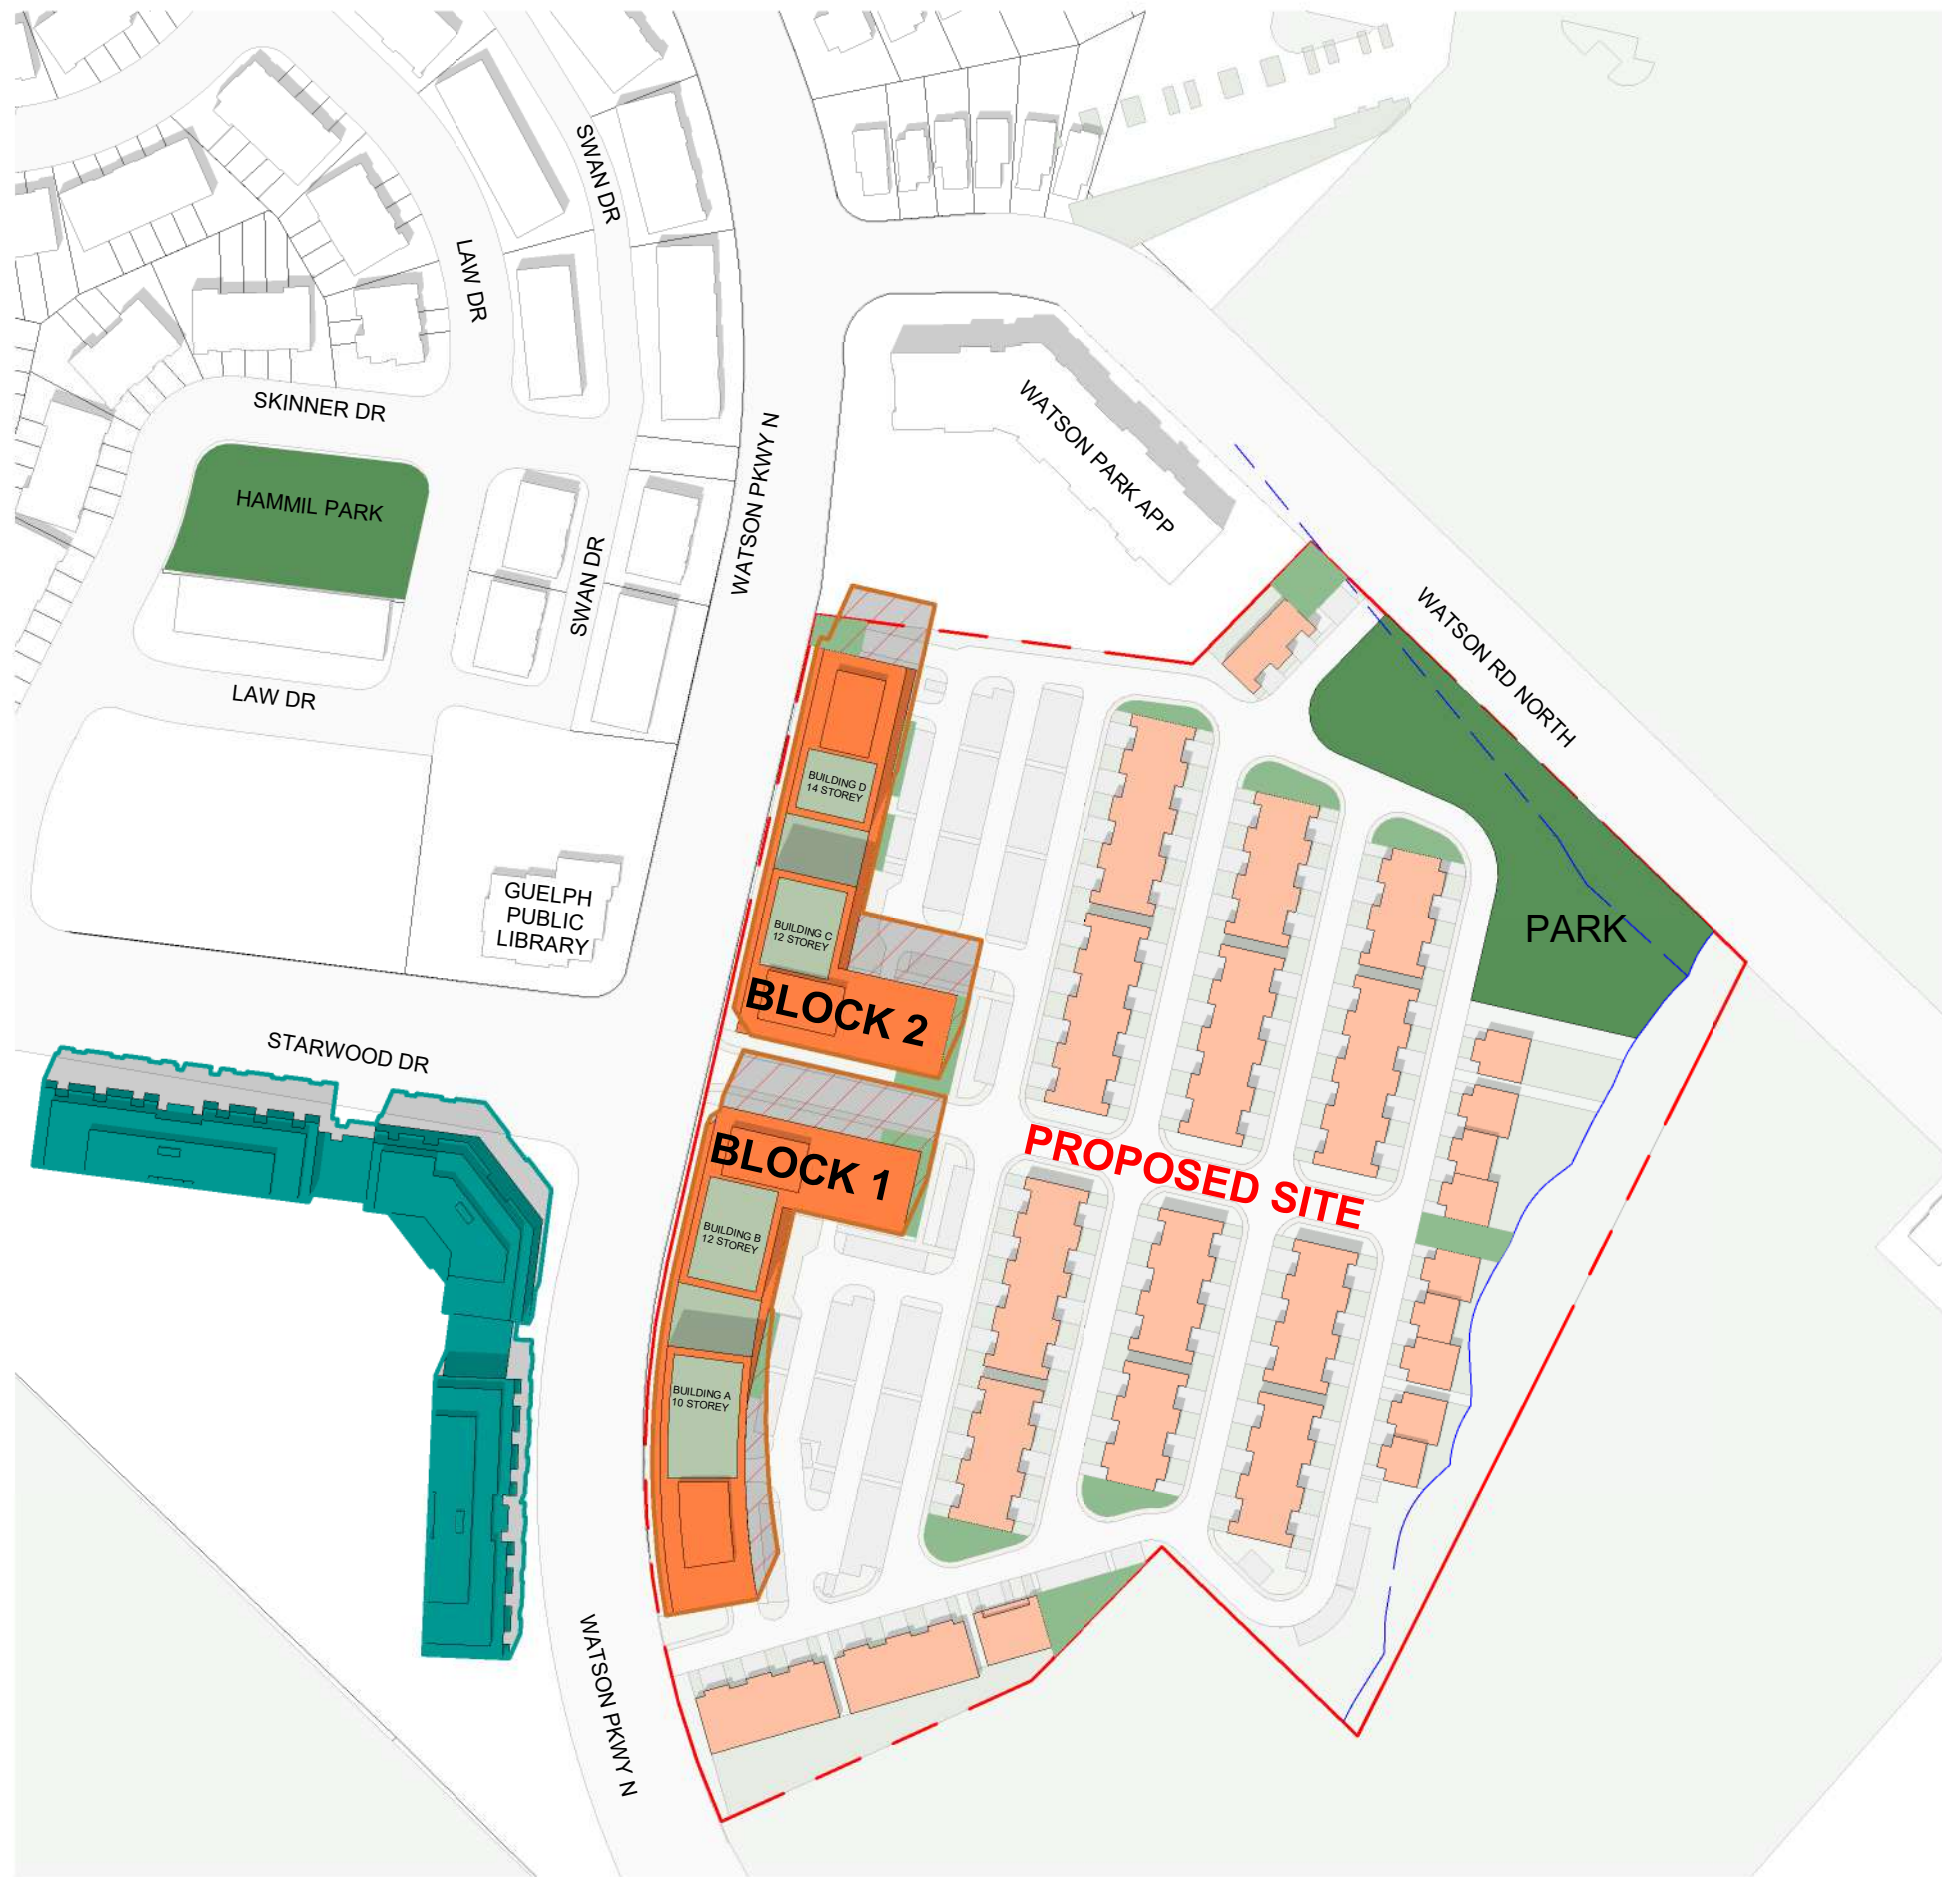 SWAN DR
LAW DR
SKINNER DR
WATSON PARK APP
WATSON PKWY N
HAMMIL PARK
SWAN DR
WATSON RD NORTH
LAW DR
BUILDING D
14 STOREY
GUELPH
PUBLIC
LIBRARY
BUILDING C
12 STOREY
PARK
BLOCK 2
STARWOOD DR
BLOCK 1
PROPOSED SITE
BUILDING B
12 STOREY
BUILDING A
10 STOREY
WATSON PKWY N